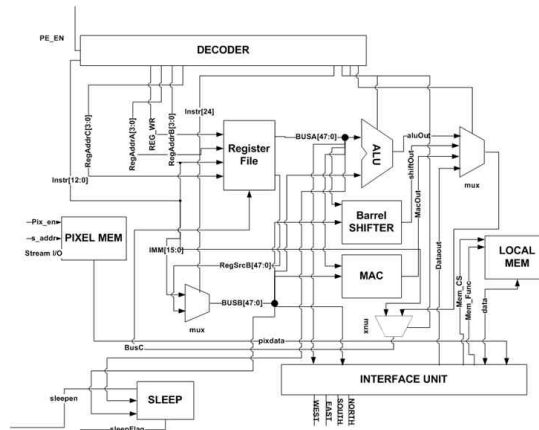 PE_EN
DECODER
RegAddrC[3:0]
RegAddrA[3:0]
REG_WR
RegAddrB[3:0]
Instr[24]
Instr[12:0]
Register
File
BUSA[47:0]
ALU
aluOut
shiftOut
MacOut
mux
Pix_en
s_addr
Stream I/O
PIXEL MEM
IMM[15:0]
RegSrcB[47:0]
Barrel
SHIFTER
MAC
Dataout
Mem_CS
Mem_Func
LOCAL
MEM
data
mux
BUSB[47:0]
mux
BusC
pixdata
INTERFACE UNIT
sleepen
SLEEP
sleepFlag
WEST
EAST
SOUTH
NORTH